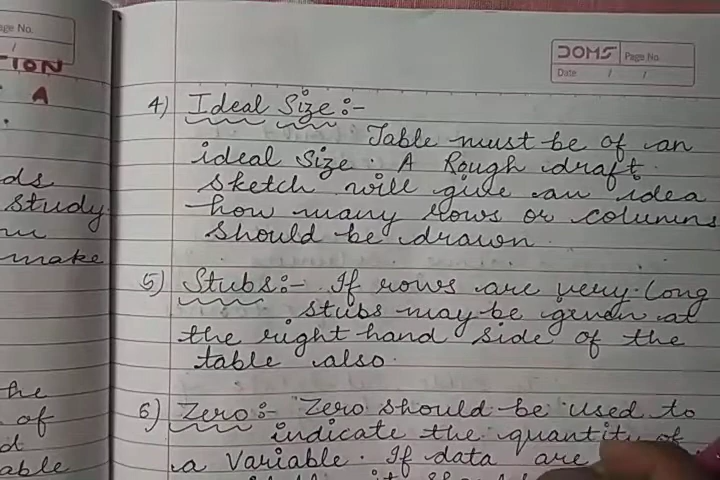 age No.
TION
A
ds
study
make
the
of
d
able
DOMS Page No.
Date / /
4) Ideal Size:-
Table must be of an
ideal size. A Rough draft
sketch will give an idea
how many rows or columns
should be drawn.
5) Stubs:- If rows are very long
stubs may be given at
the right hand side of the
table also.
6) Zero:- Zero should be used to
indicate the quantity of
a Variable. If data are